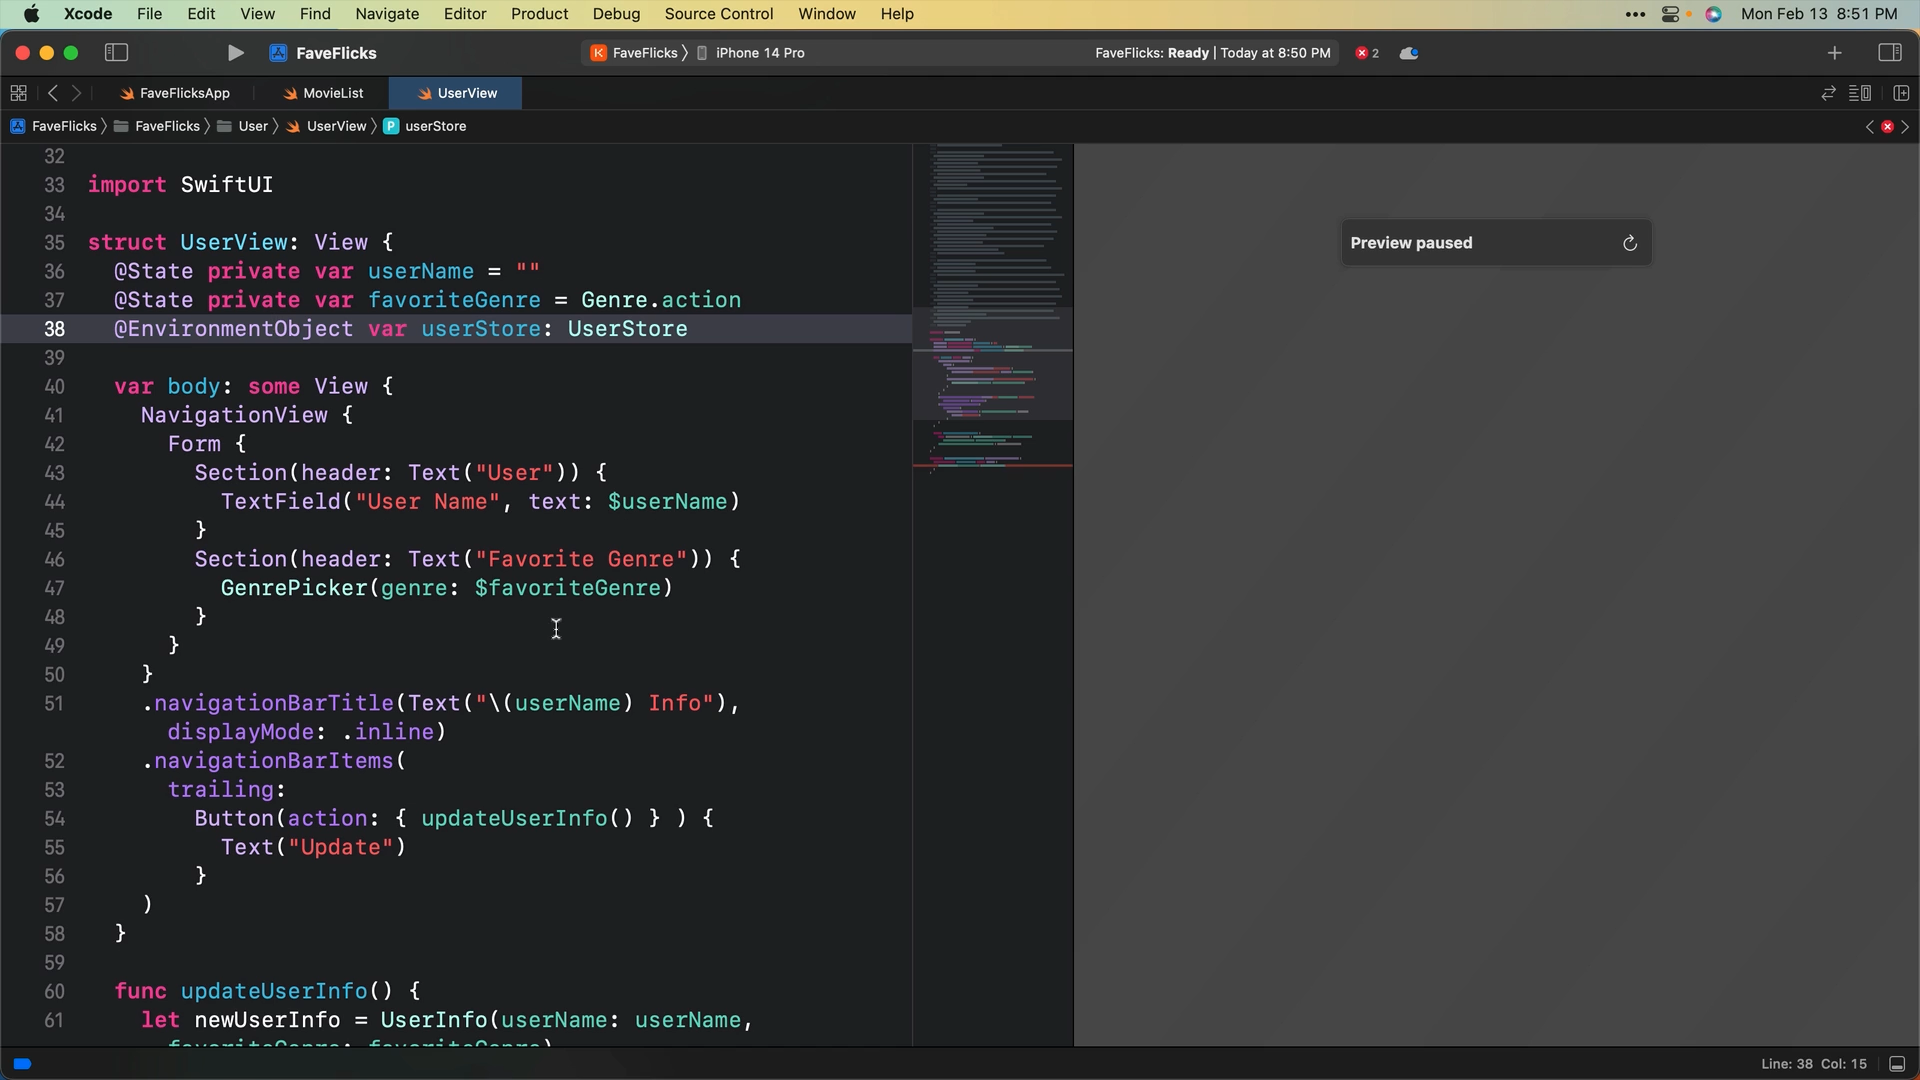 Xcode File Edit View Find Navigate Editor Product Debug Source Control Window Help Mon Feb 13 8:51 PM
FaveFlicks FaveFlicks iPhone 14 Pro FaveFlicks: Ready | Today at 8:50 PM 2
FaveFlicksApp MovieList UserView
FaveFlicks FaveFlicks User UserView P userStore
32
33 import SwiftUI
34
35 struct UserView: View {
36 @State private var userName = ""
37 @State private var favoriteGenre = Genre.action
38 @EnvironmentObject var userStore: UserStore
39
40 var body: some View {
41 NavigationView {
42 Form {
43 Section(header: Text("User")) {
44 TextField("User Name", text: $userName)
45 }
46 Section(header: Text("Favorite Genre")) {
47 GenrePicker(genre: $favoriteGenre)
48 }
49 }
50 }
51 .navigationBarTitle(Text("\(userName) Info"),
displayMode: .inline)
52 .navigationBarItems(
53 trailing:
54 Button(action: { updateUserInfo() } ) {
55 Text("Update")
56 }
57 )
58 }
59
60 func updateUserInfo() {
61 let newUserInfo = UserInfo(userName: userName,
favoriteGenre: favoriteGenre)
Preview paused
Line: 38 Col: 15